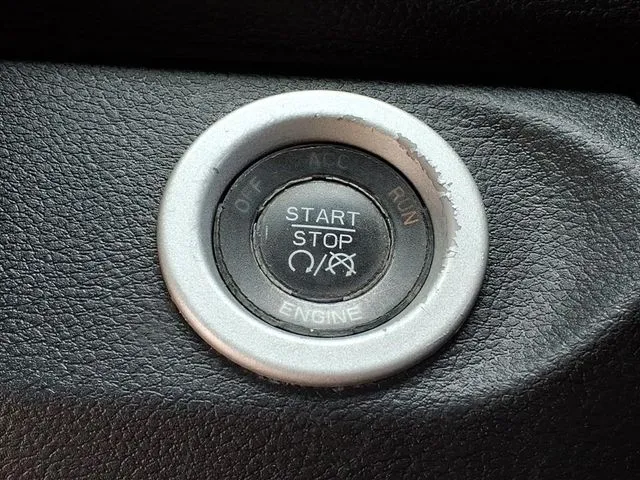 OFF
ACC
RUN
START
STOP
ENGINE